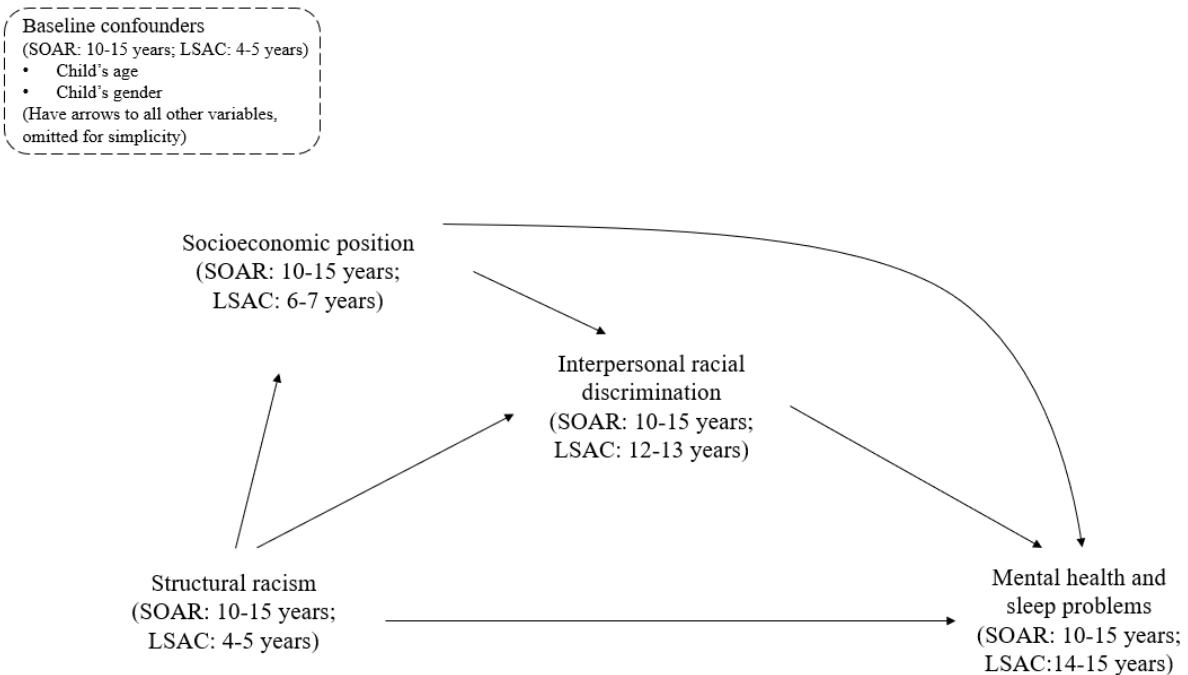 Baseline confounders
(SOAR: 10-15 years; LSAC: 4-5 years)
• Child's age
• Child's gender
(Have arrows to all other variables,
omitted for simplicity)
Socioeconomic position
(SOAR: 10-15 years;
LSAC: 6-7 years)
Interpersonal racial
discrimination
(SOAR: 10-15 years;
LSAC: 12-13 years)
Structural racism
(SOAR: 10-15 years;
LSAC: 4-5 years)
Mental health and
sleep problems
(SOAR: 10-15 years;
LSAC:14-15 years)